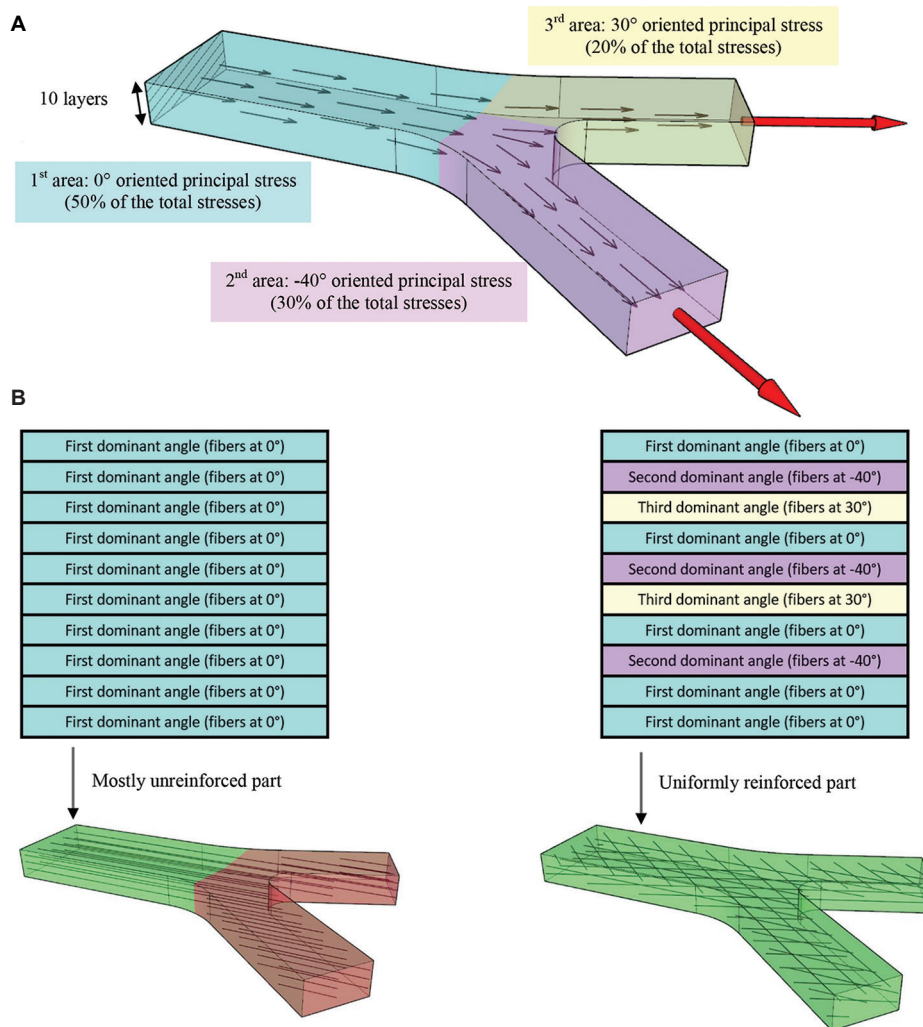 A
3rd area: 30° oriented principal stress
(20% of the total stresses)
10 layers
1st area: 0° oriented principal stress
(50% of the total stresses)
2nd area: -40° oriented principal stress
(30% of the total stresses)
B
First dominant angle (fibers at 0°)
First dominant angle (fibers at 0°)
First dominant angle (fibers at 0°)
First dominant angle (fibers at 0°)
First dominant angle (fibers at 0°)
First dominant angle (fibers at 0°)
First dominant angle (fibers at 0°)
First dominant angle (fibers at 0°)
First dominant angle (fibers at 0°)
First dominant angle (fibers at 0°)
Mostly unreinforced part
First dominant angle (fibers at 0°)
Second dominant angle (fibers at -40°)
Third dominant angle (fibers at 30°)
First dominant angle (fibers at 0°)
Second dominant angle (fibers at -40°)
Third dominant angle (fibers at 30°)
First dominant angle (fibers at 0°)
Second dominant angle (fibers at -40°)
First dominant angle (fibers at 0°)
First dominant angle (fibers at 0°)
Uniformly reinforced part